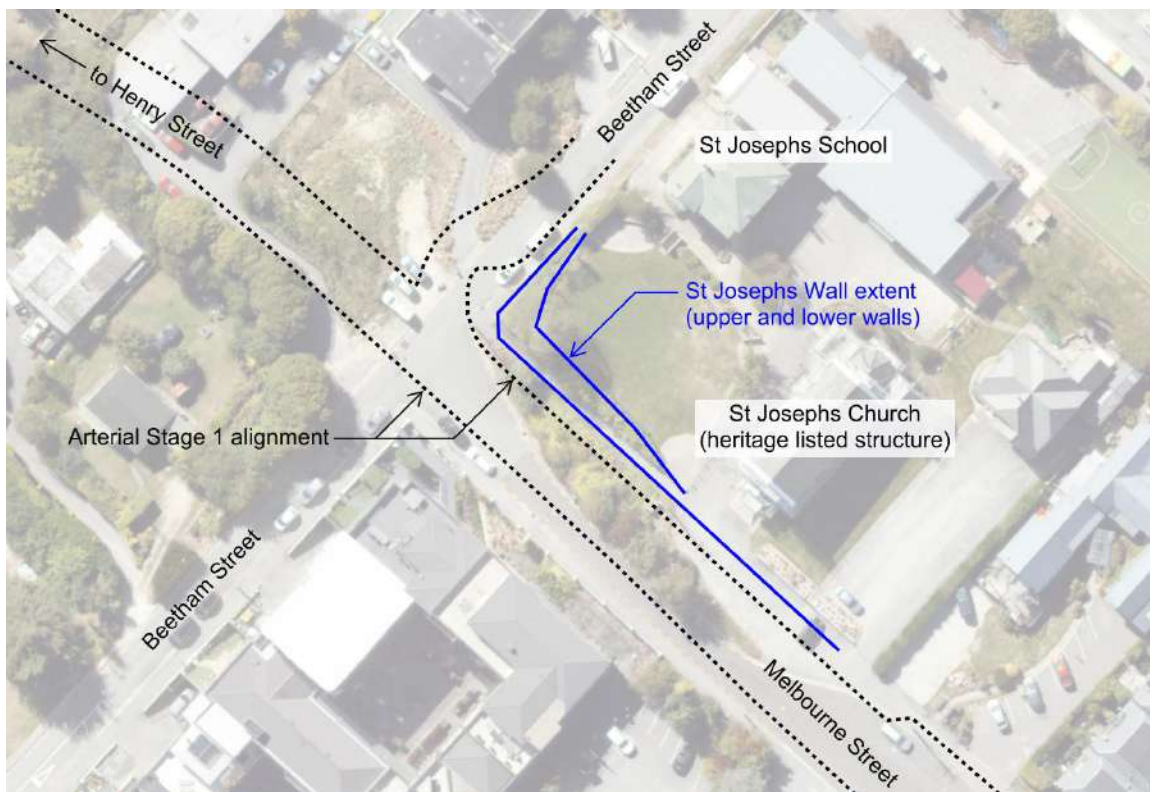 to Henry Street
Beetham Street
St Josephs School
St Josephs Wall extent
(upper and lower walls)
St Josephs Church
(heritage listed structure)
Arterial Stage 1 alignment
Beetham Street
Melbourne Street